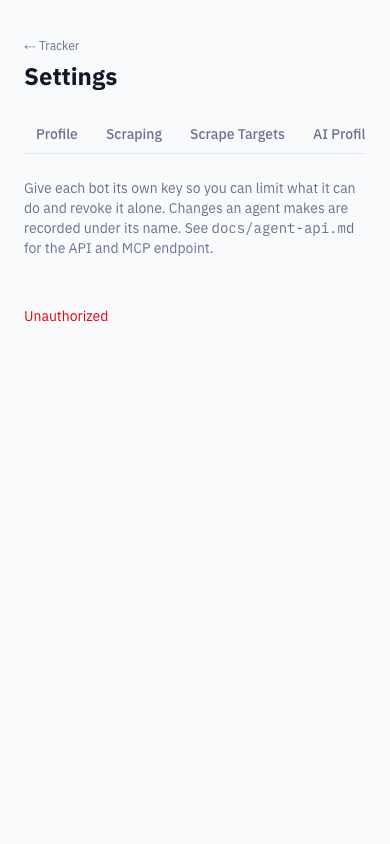 ← Tracker
Settings
Profile Scraping Scrape Targets AI Profil
Give each bot its own key so you can limit what it can
do and revoke it alone. Changes an agent makes are
recorded under its name. See docs/agent-api.md
for the API and MCP endpoint.
Unauthorized